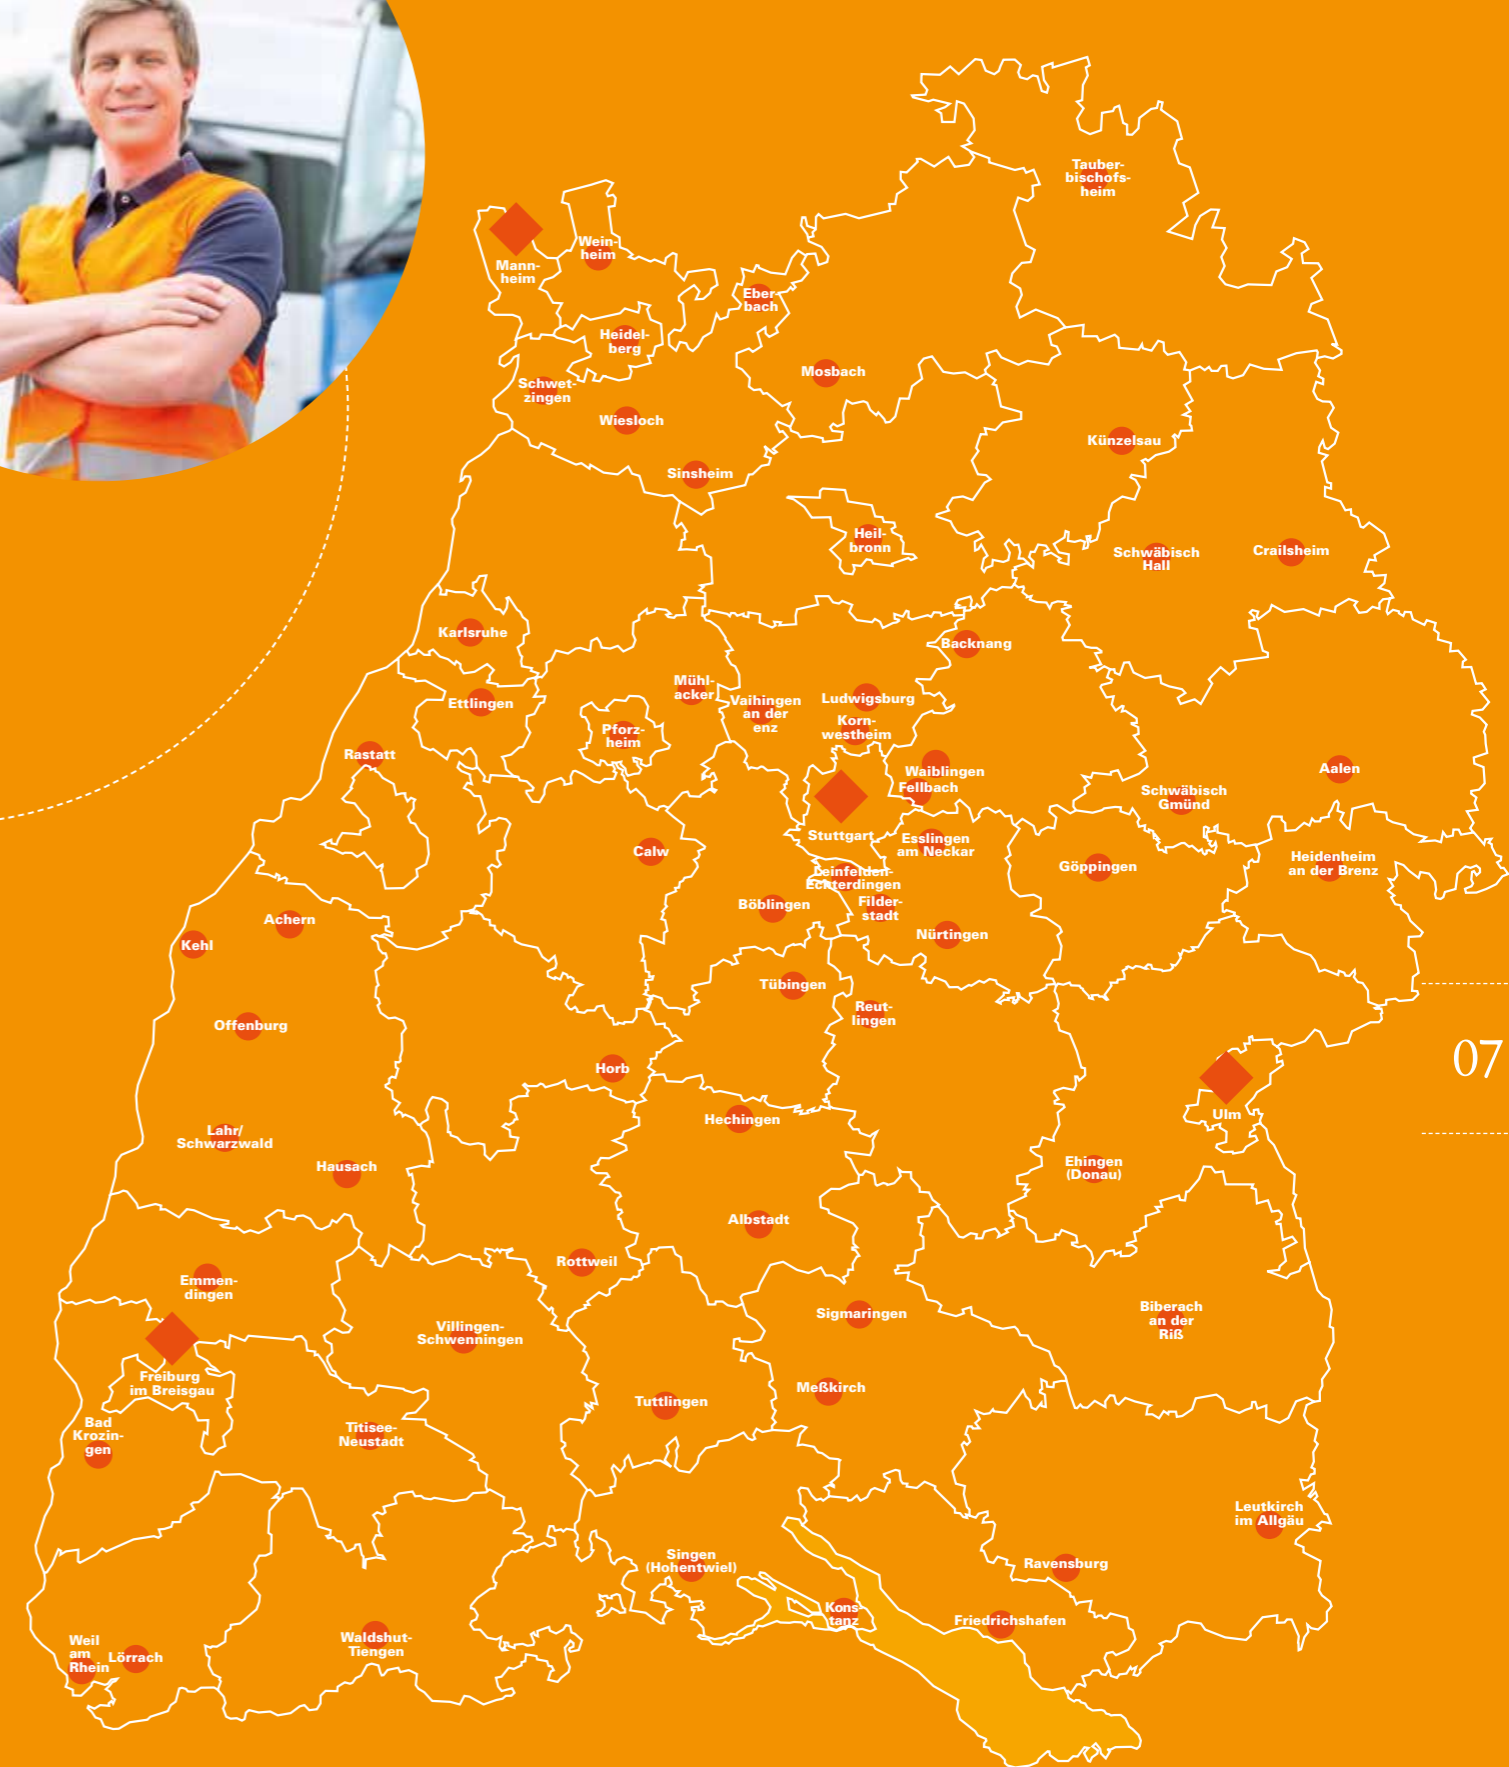 Tauber-
bischofs-
heim
Wein-
heim
Mann-
heim
Eber
bach
Heidel-
berg
Mosbach
Schwet-
zingen
Wiesloch
Künzelsau
Sinsheim
Heil-
bronn
Schwäbisch
Hall
Crailsheim
Karlsruhe
Backnang
Mühl-
acker
Ettlingen
Vaihingen
an der
enz
Ludwigsburg
Korn-
westheim
Pforz-
heim
Rastatt
Waiblingen
Fellbach
Aalen
Schwäbisch
Gmünd
Stuttgart
Esslingen
am Neckar
Calw
Göppingen
Heidenheim
an der Brenz
Leinfelden-
Echterdingen
Böblingen
Filder-
stadt
Achern
Nürtingen
Kehl
Tübingen
Reut-
lingen
Offenburg
07
Horb
Ulm
Hechingen
Lahr/
Schwarzwald
Hausach
Ehingen
(Donau)
Albstadt
Rottweil
Emmen-
dingen
Sigmaringen
Biberach
an der
Riß
Villingen-
Schwenningen
Freiburg
im Breisgau
Meßkirch
Tuttlingen
Bad
Krozin-
gen
Titisee-
Neustadt
Leutkirch
im Allgäu
Singen
(Hohentwiel)
Ravensburg
Kons-
tanz
Friedrichshafen
Waldshut-
Tiengen
Weil
am
Rhein
Lörrach